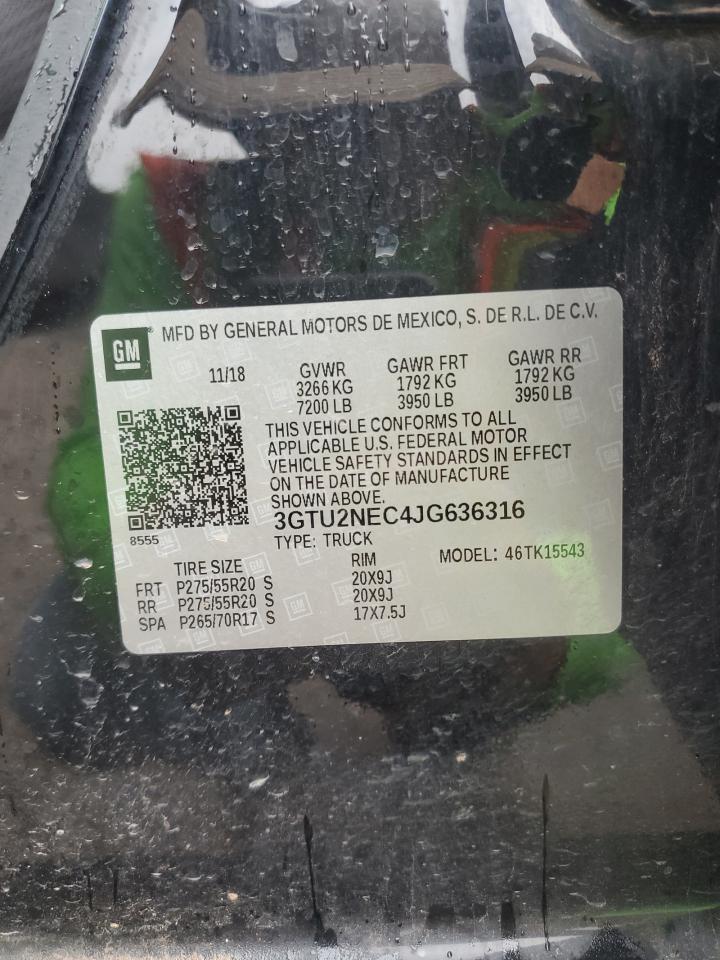 GM
MFD BY GENERAL MOTORS DE MEXICO, S. DE R.L. DE C.V.
11/18 GVWR GAWR FRT GAWR RR
3266 KG 1792 KG 1792 KG
7200 LB 3950 LB 3950 LB
THIS VEHICLE CONFORMS TO ALL
APPLICABLE U.S. FEDERAL MOTOR
VEHICLE SAFETY STANDARDS IN EFFECT
ON THE DATE OF MANUFACTURE
SHOWN ABOVE.
8555
3GTU2NEC4JG636316
TYPE: TRUCK
MODEL: 46TK15543
TIRE SIZE RIM
FRT P275/55R20 S 20X9J
RR P275/55R20 S 20X9J
SPA P265/70R17 S 17X7.5J